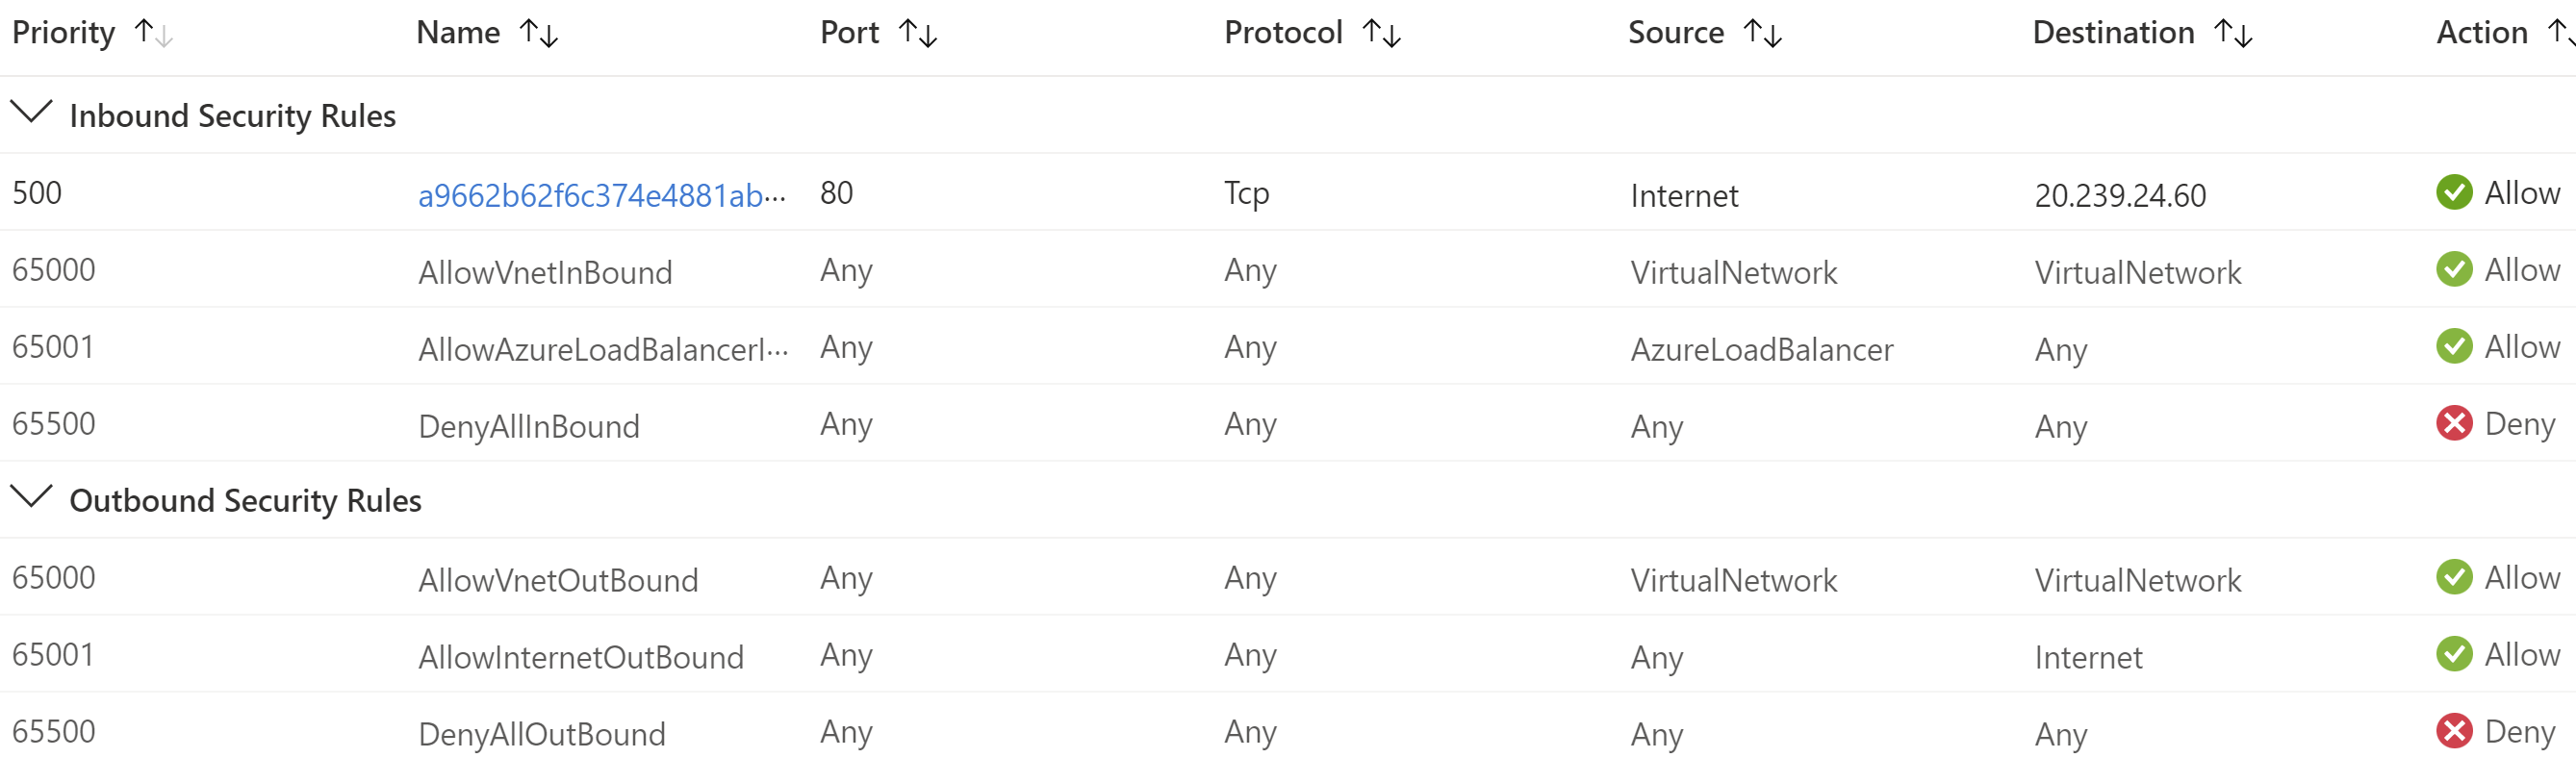 Priority Name Port Protocol Source Destination Action
Inbound Security Rules
500 a9662b62f6c374e4881ab··· 80 Tcp Internet 20.239.24.60 Allow
65000 AllowVnetInBound Any Any VirtualNetwork VirtualNetwork Allow
65001 AllowAzureLoadBalancerI··· Any Any AzureLoadBalancer Any Allow
65500 DenyAllInBound Any Any Any Any Deny
Outbound Security Rules
65000 AllowVnetOutBound Any Any VirtualNetwork VirtualNetwork Allow
65001 AllowInternetOutBound Any Any Any Internet Allow
65500 DenyAllOutBound Any Any Any Any Deny